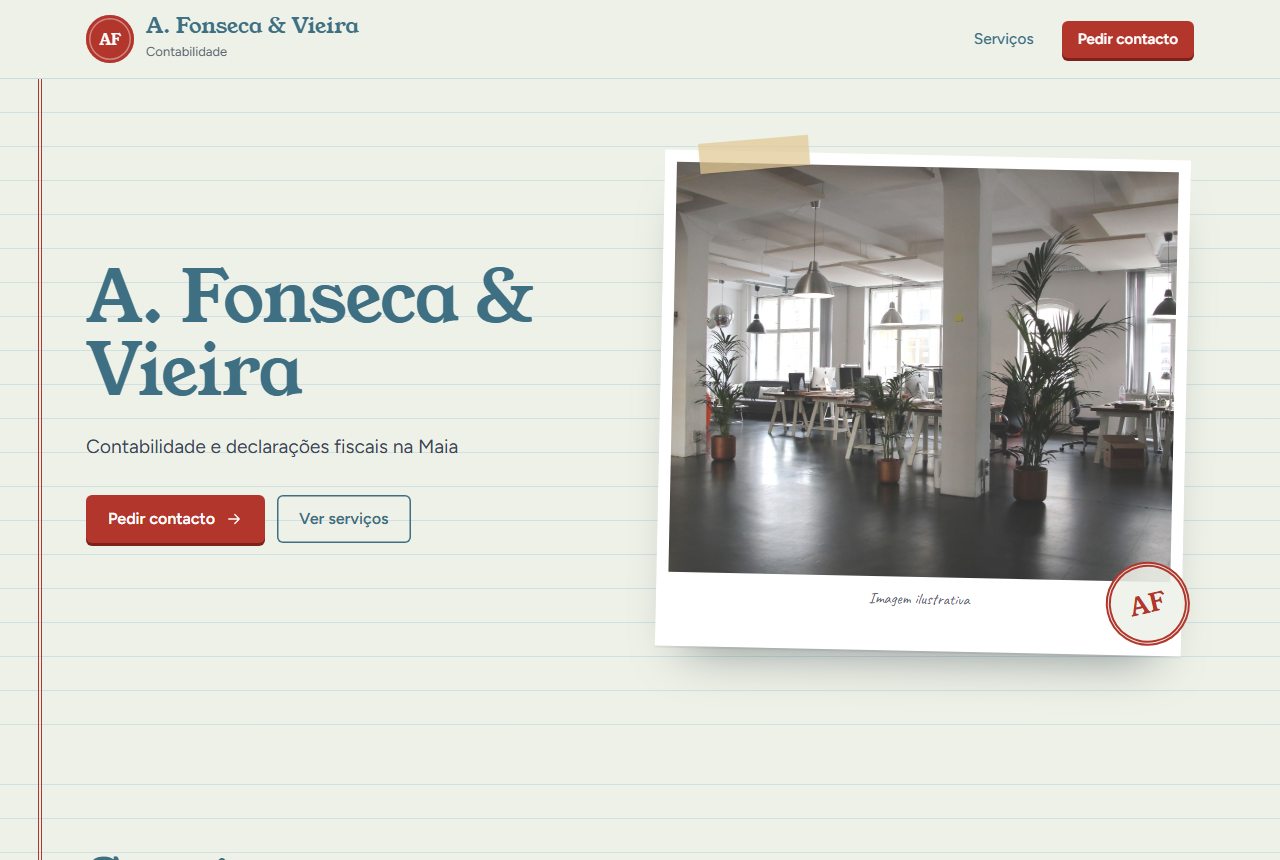 AF
A. Fonseca & Vieira
Contabilidade
Serviços
Pedir contacto
A. Fonseca &
Vieira
Contabilidade e declarações fiscais na Maia
Pedir contacto →
Ver serviços
Imagem ilustrativa
AF